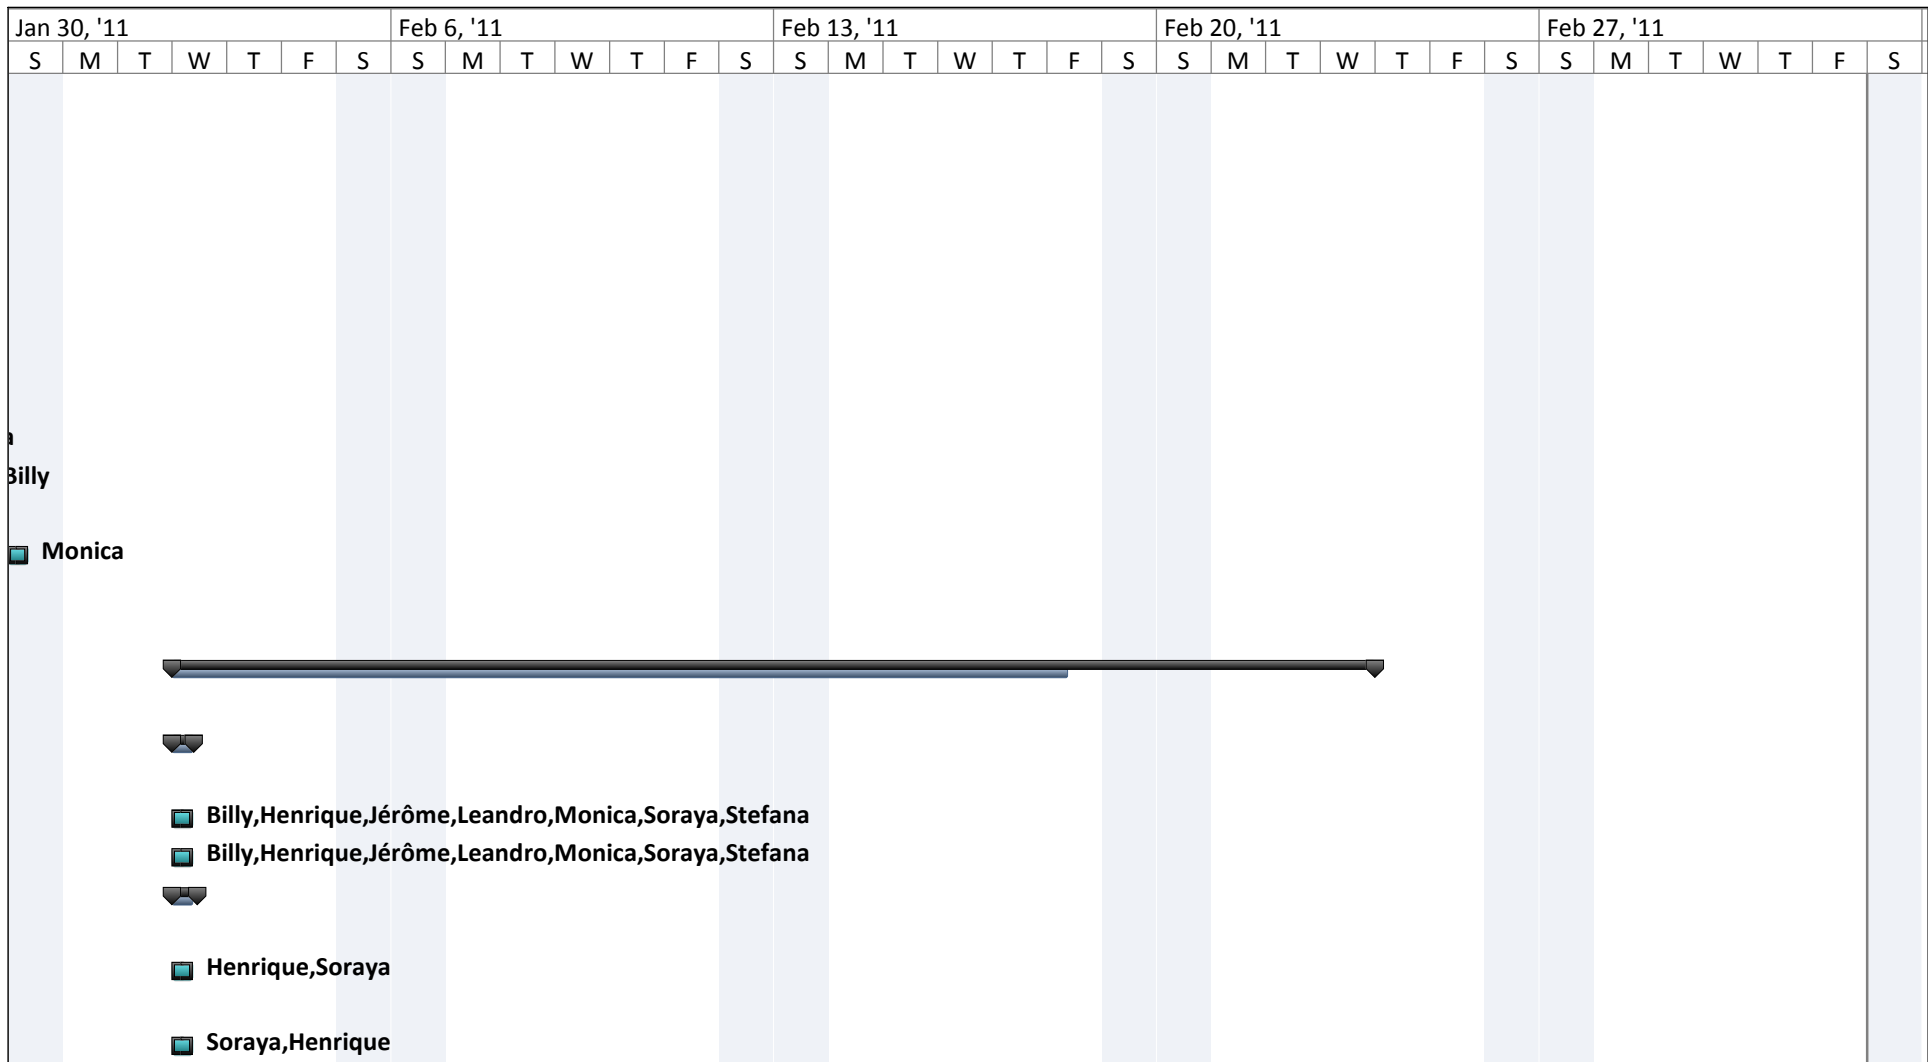 Jan 30, '11 Feb 6, '11 Feb 13, '11 Feb 20, '11 Feb 27, '11
S M T W T F S S M T W T F S S M T W T F S S M T W T F S S M T W T F S
a
Billy
Monica
Billy,Henrique,Jérôme,Leandro,Monica,Soraya,Stefana
Billy,Henrique,Jérôme,Leandro,Monica,Soraya,Stefana
Henrique,Soraya
Soraya,Henrique